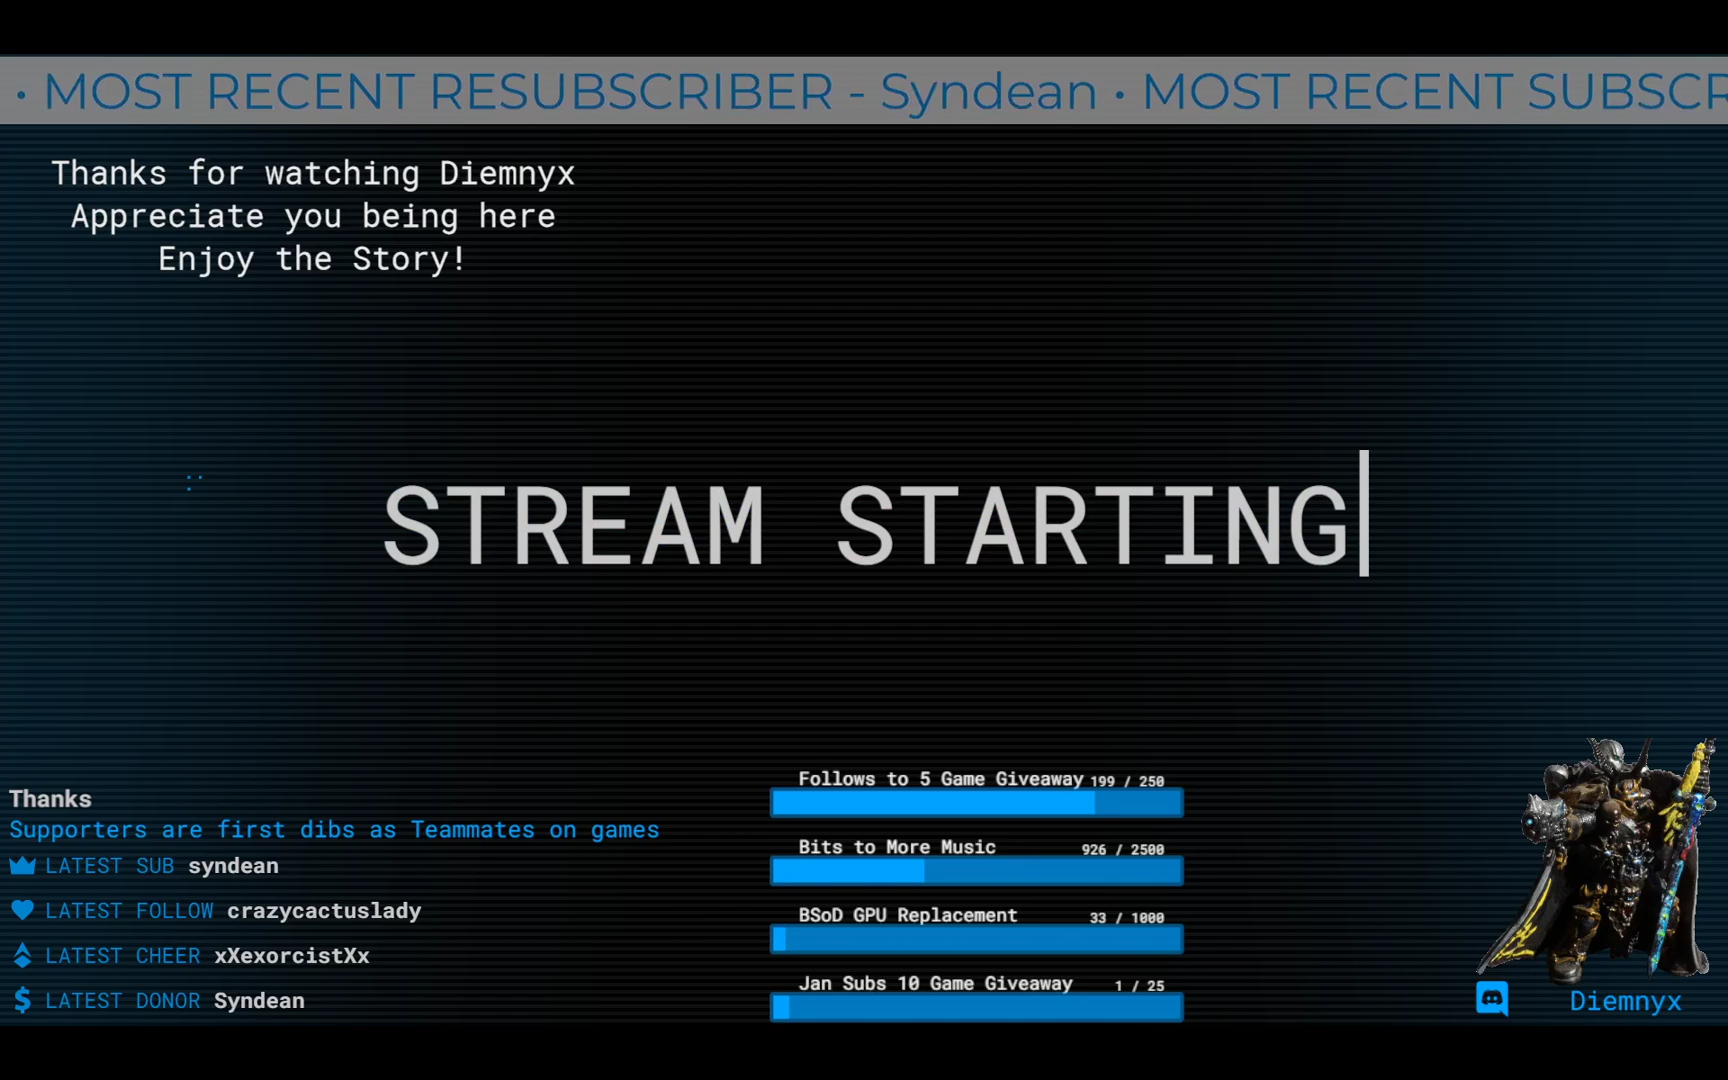 • MOST RECENT RESUBSCRIBER - Syndean • MOST RECENT SUBSCR
Thanks for watching Diemnyx
Appreciate you being here
Enjoy the Story!
STREAM STARTING
Thanks
Supporters are first dibs as Teammates on games
LATEST SUB syndean
LATEST FOLLOW crazycactuslady
LATEST CHEER xXexorcistXx
LATEST DONOR Syndean
Follows to 5 Game Giveaway 199 / 250
Bits to More Music 926 / 2500
BSoD GPU Replacement 33 / 1000
Jan Subs 10 Game Giveaway 1 / 25
Diemnyx